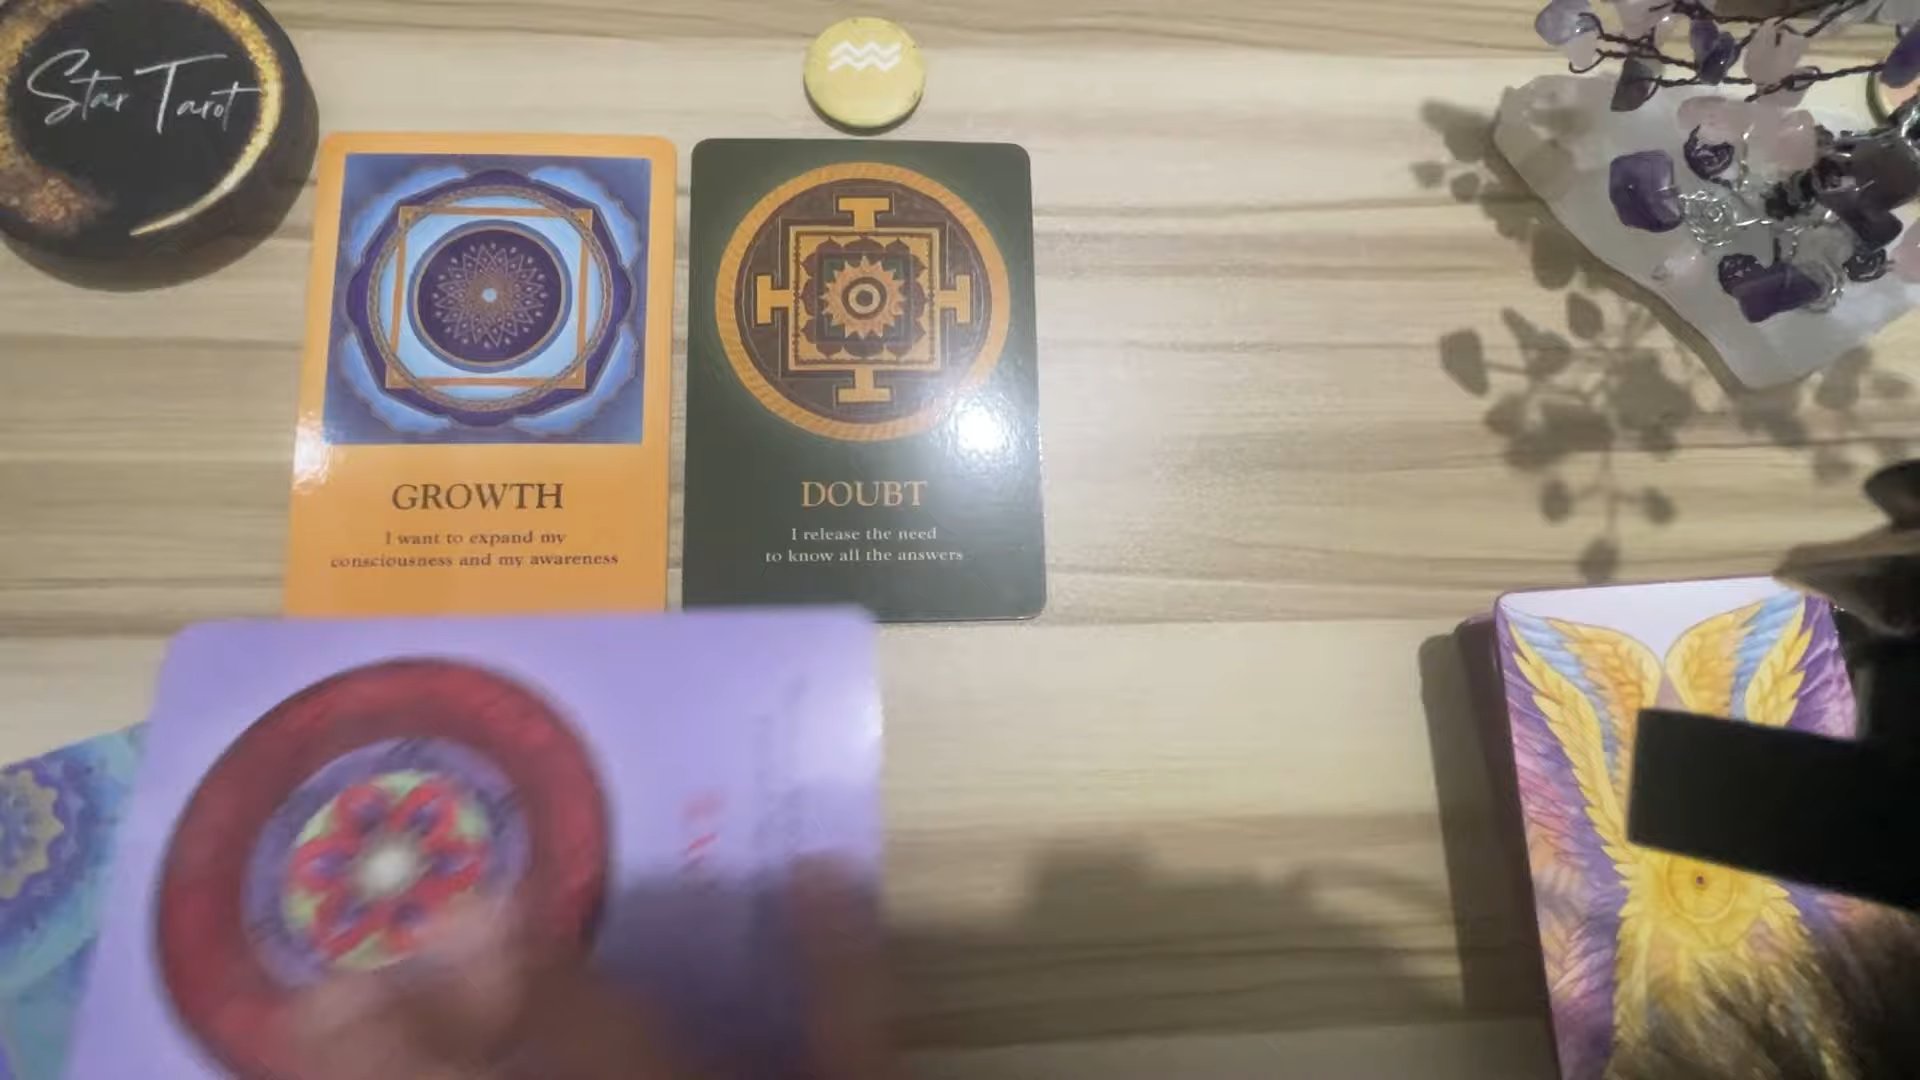 Star Tarot
GROWTH
I want to expand my
consciousness and my awareness
DOUBT
I release the need
to know all the answers